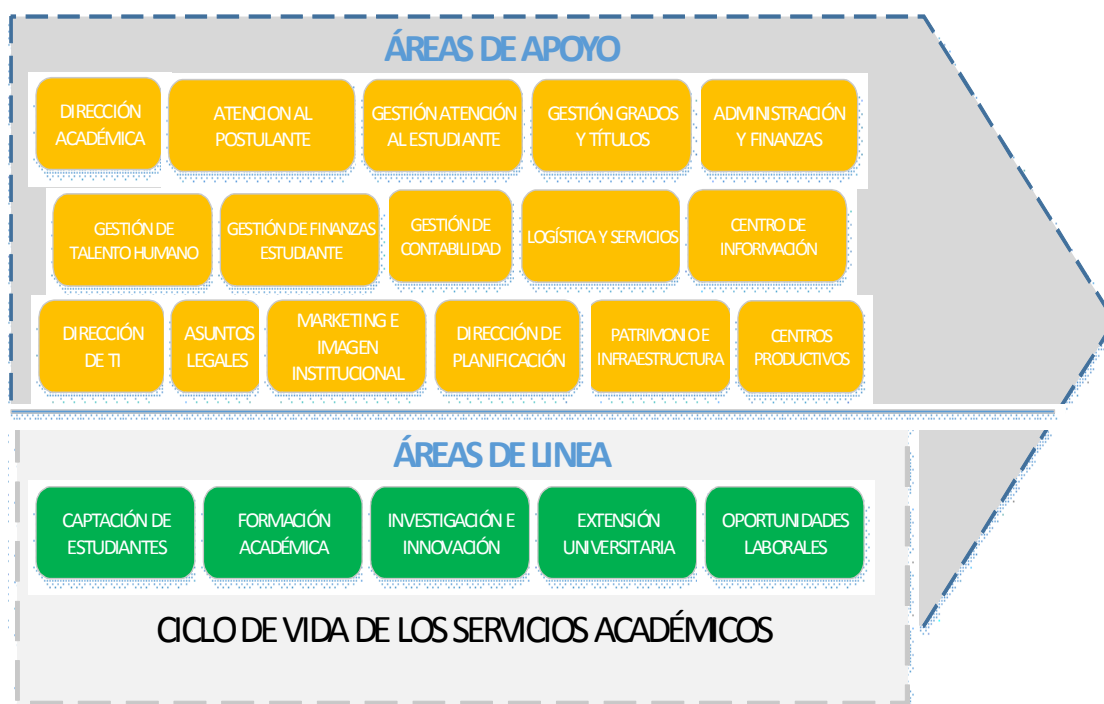 ÁREAS DE APOYO
DIRECCIÓN
ACADÉMICA
ATENCION AL
POSTULANTE
GESTIÓN ATENCIÓN
AL ESTUDIANTE
GESTIÓN GRADOS
Y TÍTULOS
ADMINISTRACIÓN
Y FINANZAS
GESTIÓN DE
TALENTO HUMANO
GESTIÓN DE FINANZAS
ESTUDIANTE
GESTIÓN DE
CONTABILIDAD
LOGÍSTICA Y SERVICIOS
CENTRO DE
INFORMACIÓN
DIRECCIÓN
DE TI
ASUNTOS
LEGALES
MARKETING E
IMAGEN
INSTITUCIONAL
DIRECCIÓN DE
PLANIFICACIÓN
PATRIMONIO E
INFRAESTRUCTURA
CENTROS
PRODUCTIVOS
ÁREAS DE LINEA
CAPTACIÓN DE
ESTUDIANTES
FORMACIÓN
ACADÉMICA
INVESTIGACIÓN E
INNOVACIÓN
EXTENSIÓN
UNIVERSITARIA
OPORTUNIDADES
LABORALES
CICLO DE VIDA DE LOS SERVICIOS ACADÉMICOS